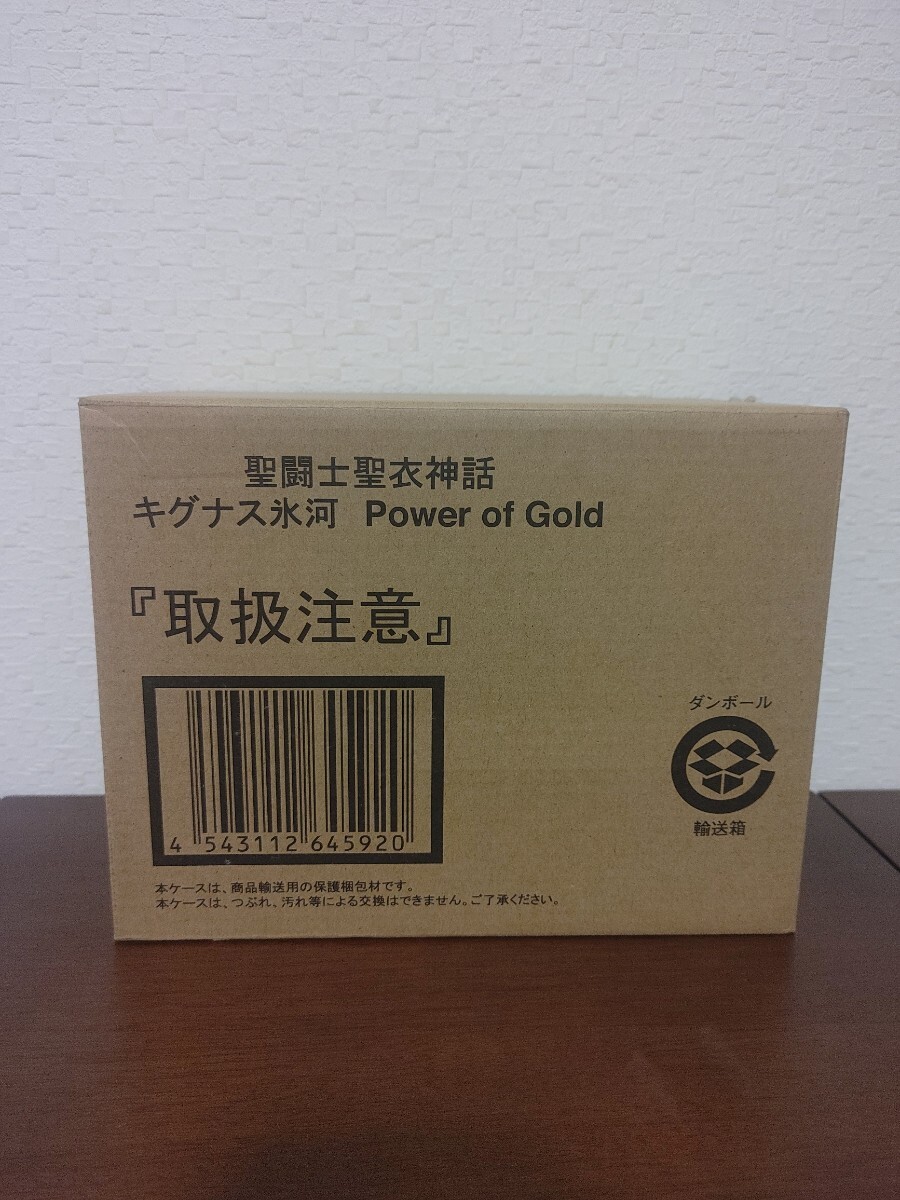 聖闘士聖衣神話
キグナス氷河 Power of Gold
『取扱注意』
4 543112 645920
ダンボール
輸送箱
本ケースは、商品輸送用の保護梱包材です。
本ケースは、つぶれ、汚れ等による交換はできません。ご了承ください。